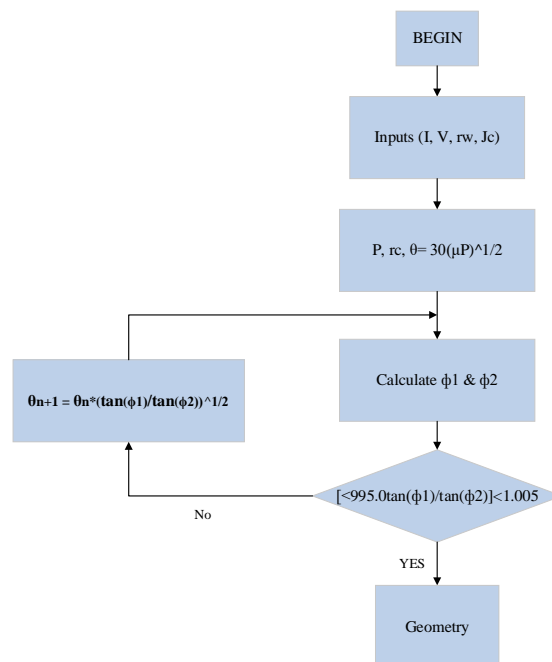 BEGIN
Inputs (I, V, rw, Jc)
P, rc, θ= 30(μP)^1/2
Calculate ϕ1 & ϕ2
θn+1 = θn*(tan(ϕ1)/tan(ϕ2))^1/2
[<995.0tan(ϕ1)/tan(ϕ2)]<1.005
No
YES
Geometry